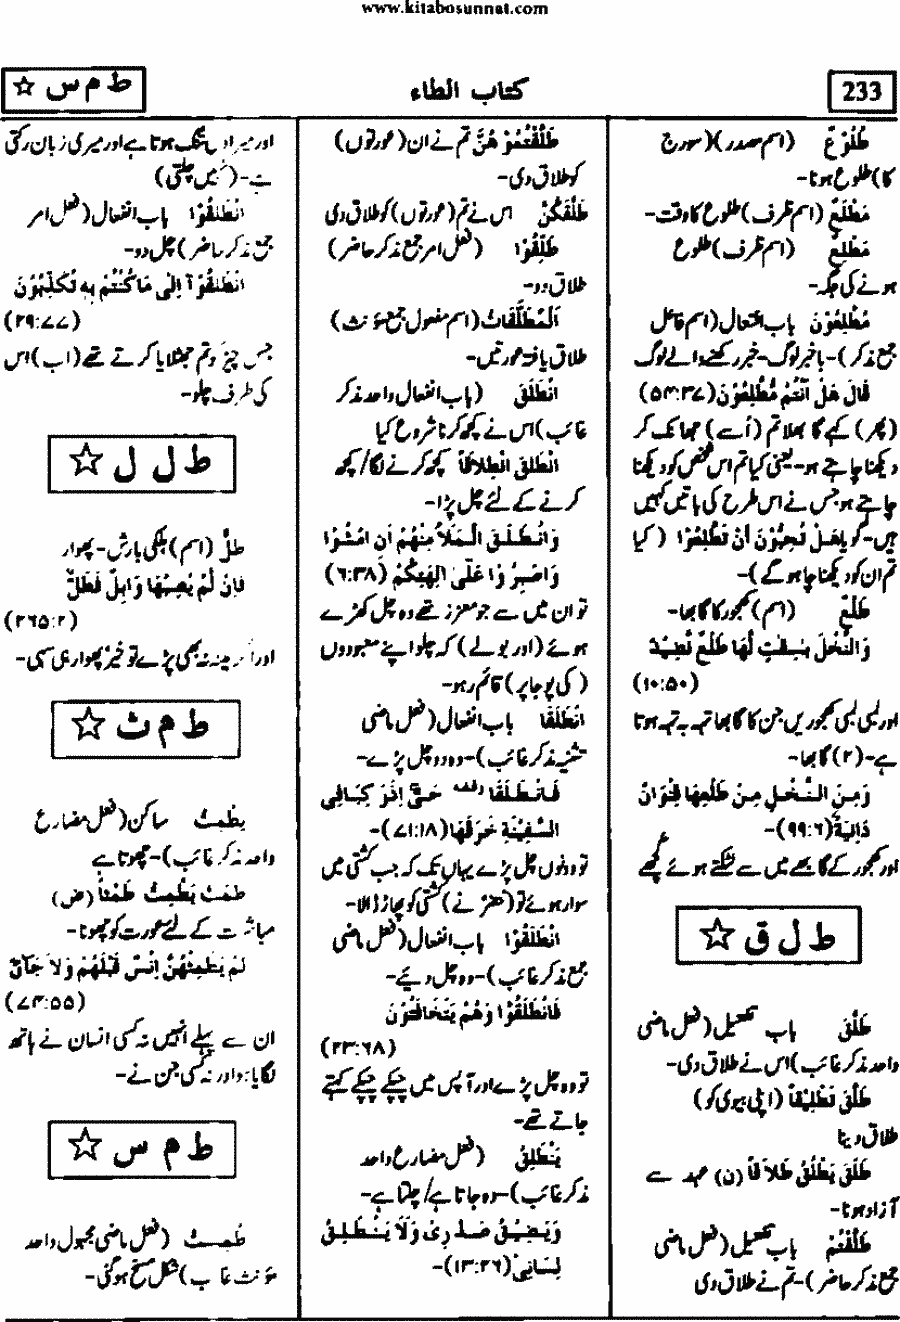 www.kitabosunnat.com
233
كتاب الطاء
ط م س ☆
طُلُوْعٌ (اسم مصدر) (سورج
کا) طلوع ہونا-
مَطْلَعٌ (اسم ظرف) طلوع کا وقت-
مَطْلِعٌ (اسم ظرف) طلوع
ہونے کی جگہ-
مُطَّلِعُوْنَ باب افتعال (اسم فاعل
جمع مذکر)- باخبر لوگ- خبر رکھنے والے لوگ
قَالَ هَلْ اَنْتُمْ مُّطَّلِعُوْنَ (۵۴:۳۷)
(پھر) کہے گا بھلا تم (اُسے) جھانک کر
دیکھنا چاہتے ہو- یعنی کیا تم اس شخص کو دیکھنا
چاہتے ہو جس نے اس طرح کی باتیں کہیں
ہیں- گویا هَلْ تُحِبُّوْنَ أَنْ تَطَّلِعُوْا (کیا
تم ان کو دیکھنا چاہو گے)-
طَلْعٌ (اسم) کھجور کا گابھا-
وَالنَّخْلَ بٰسِقٰتٍ لَّهَا طَلْعٌ نَّضِيْدٌ
(۱۰:۵۰)
اور لمبی لمبی کھجوریں جن کا گابھا تہہ بہ تہہ ہوتا
ہے- (۲) گابھا-
وَمِنَ النَّخْلِ مِنْ طَلْعِهَا قِنْوَانٌ
دَانِيَةٌ (۹۹:۶)-
اور کھجور کے گابھے میں سے لٹکتے ہوئے گچھے
ط ل ق ☆
طَلَّقَ باب تفعیل (فعل ماضی
واحد مذکر غائب) اس نے طلاق دی-
طَلَّقَ تَطْلِيْقاً (اپنی بیوی کو)
طلاق دینا
طَلَقَ يَطْلُقُ طَلاَقاً (ن) عہد سے
آزاد ہونا-
طَلَّقْتُمْ باب تفعیل (فعل ماضی
جمع مذکر حاضر)- تم نے طلاق دی
طَلَّقْتُمُوْ هُنَّ تم نے ان (عورتوں)
کو طلاق دی-
طَلَّقَكُنَّ اس نے تم (عورتوں) کو طلاق دی
طَلِّقُوْا (فعل امر جمع مذکر حاضر)
طلاق دو-
اَلْمُطَلَّقَاتُ (اسم مفعول جمع مؤنث)
طلاق یافتہ عورتیں-
اِنْطَلَقَ (باب انفعال واحد مذکر
غائب) اس نے کچھ کرنا شروع کیا
اِنْطَلَقَ اِنْطِلاَقاً کچھ کرنے لگا / کچھ
کرنے کے لئے چل پڑا-
وَانْطَلَقَ الْمَلَاُ مِنْهُمْ اَنِ امْشُوْا
وَاصْبِرُ وْا عَلٰى اٰلِهَتِكُمْ (۶:۳۸)
تو ان میں سے جو معزز تھے وہ چل کھڑے
ہوئے (اور بولے) کہ چلو اپنے معبودوں
(کی پوجا پر) قائم رہو-
اِنْطَلَقَا باب انفعال (فعل ماضی
تثنیہ مذکر غائب)- وہ دو چل پڑے-
فَانْطَلَقَا وقفہ حَتّٰى اِذَرَ كِبَافِى
السَّفِيْنَةِ خَرَقَهَا (۷۱:۱۸)-
تو دونوں چل پڑے یہاں تک کہ جب کشتی میں
سوار ہوئے تو (خضر نے) کشتی کو پھاڑ ڈالا-
اِنْطَلَقُوْا باب انفعال (فعل ماضی
جمع مذکر غائب)- وہ چل دیئے-
فَانْطَلَقُوْا وَهُمْ يَتَخَافَتُوْنَ
(۲۳:۶۸)
تو وہ چل پڑے اور آپس میں چپکے چپکے کہتے
جاتے تھے-
يَنْطَلِقُ (فعل مضارع واحد
مذکر غائب)- وہ جاتا ہے / چلتا ہے-
وَيَضِيْقُ صَدْرِىْ وَلَا يَنْطَلِقُ
لِسَانِىْ (۱۳:۲۶)-
اور میرا دل تنگ ہوتا ہے اور میری زبان رکتی
ہے- (نہیں چلتی)
اِنْطَلِقُوْا باب انفعال (فعل امر
جمع مذکر حاضر) چل دو-
اِنْطَلِقُوْآ اِلٰى مَا كُنْتُمْ بِهٖ تُكَذِّبُوْنَ
(۲۹:۷۷)
جس چیز کو تم جھٹلایا کرتے تھے (اب) اس
کی طرف چلو-
ط ل ل ☆
طَلٌّ (اسم) ہلکی بارش- پھوار
فَاِنْ لَّمْ يُصِبْهَا وَابِلٌ فَطَلٌّ
(۲۶۵:۲)
اور اگر مینہ نہ بھی پڑے تو خیر پھوار ہی سہی-
ط م ث ☆
يَطْمِثْ ساکن (فعل مضارع
واحد مذکر غائب)- چھوتا ہے
طَمَثَ يَطْمِثُ طَمْثاً (ض)
مباشرت کے لئے عورت کو چھونا-
لَمْ يَطْمِثْهُنَّ اِنْسٌ قَبْلَهُمْ وَلَا جَآنٌّ
(۷۴:۵۵)
ان سے پہلے انہیں نہ کسی انسان نے ہاتھ
لگایا: اور نہ کسی جن نے-
ط م س ☆
طُمِسَتْ (فعل ماضی مجہول واحد
مؤنث غائب) شکل مسخ ہو گئی-